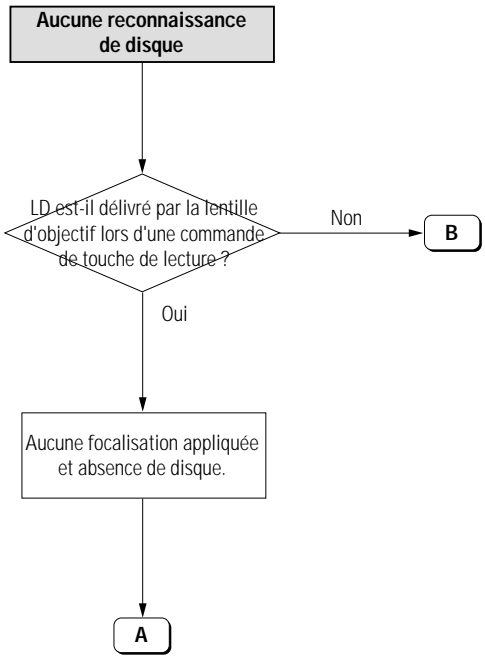 Aucune reconnaissance
de disque
LD est-il délivré par la lentille
d'objectif lors d'une commande
de touche de lecture ?
Non
B
Oui
Aucune focalisation appliquée
et absence de disque.
A